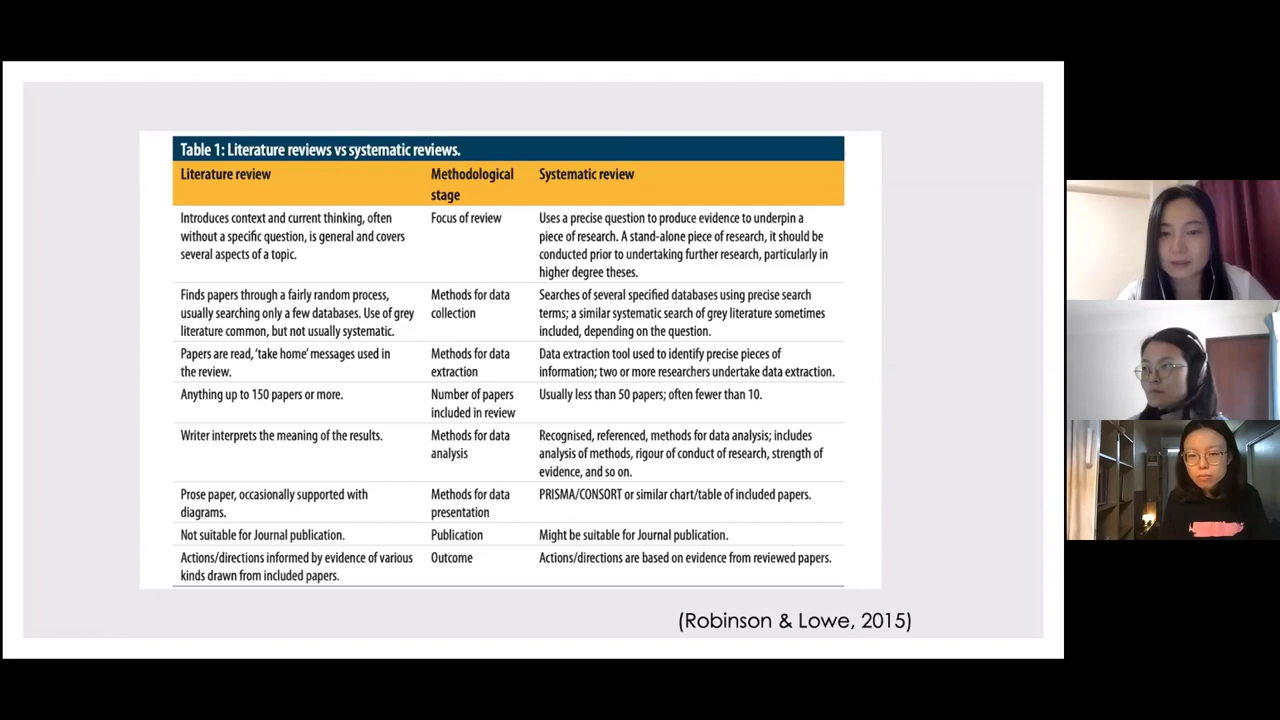 Table 1: Literature reviews vs systematic reviews.
Literature review
Methodological
stage
Systematic review
Introduces context and current thinking, often
without a specific question, is general and covers
several aspects of a topic.
Focus of review
Uses a precise question to produce evidence to underpin a
piece of research. A stand-alone piece of research, it should be
conducted prior to undertaking further research, particularly in
higher degree theses.
Finds papers through a fairly random process,
usually searching only a few databases. Use of grey
literature common, but not usually systematic.
Methods for data
collection
Searches of several specified databases using precise search
terms; a similar systematic search of grey literature sometimes
included, depending on the question.
Papers are read, ‘take home’ messages used in
the review.
Methods for data
extraction
Data extraction tool used to identify precise pieces of
information; two or more researchers undertake data extraction.
Anything up to 150 papers or more.
Number of papers
included in review
Usually less than 50 papers; often fewer than 10.
Writer interprets the meaning of the results.
Methods for data
analysis
Recognised, referenced, methods for data analysis; includes
analysis of methods, rigour of conduct of research, strength of
evidence, and so on.
Prose paper, occasionally supported with
diagrams.
Methods for data
presentation
PRISMA/CONSORT or similar chart/table of included papers.
Not suitable for Journal publication.
Publication
Might be suitable for Journal publication.
Actions/directions informed by evidence of various
kinds drawn from included papers.
Outcome
Actions/directions are based on evidence from reviewed papers.
(Robinson & Lowe, 2015)